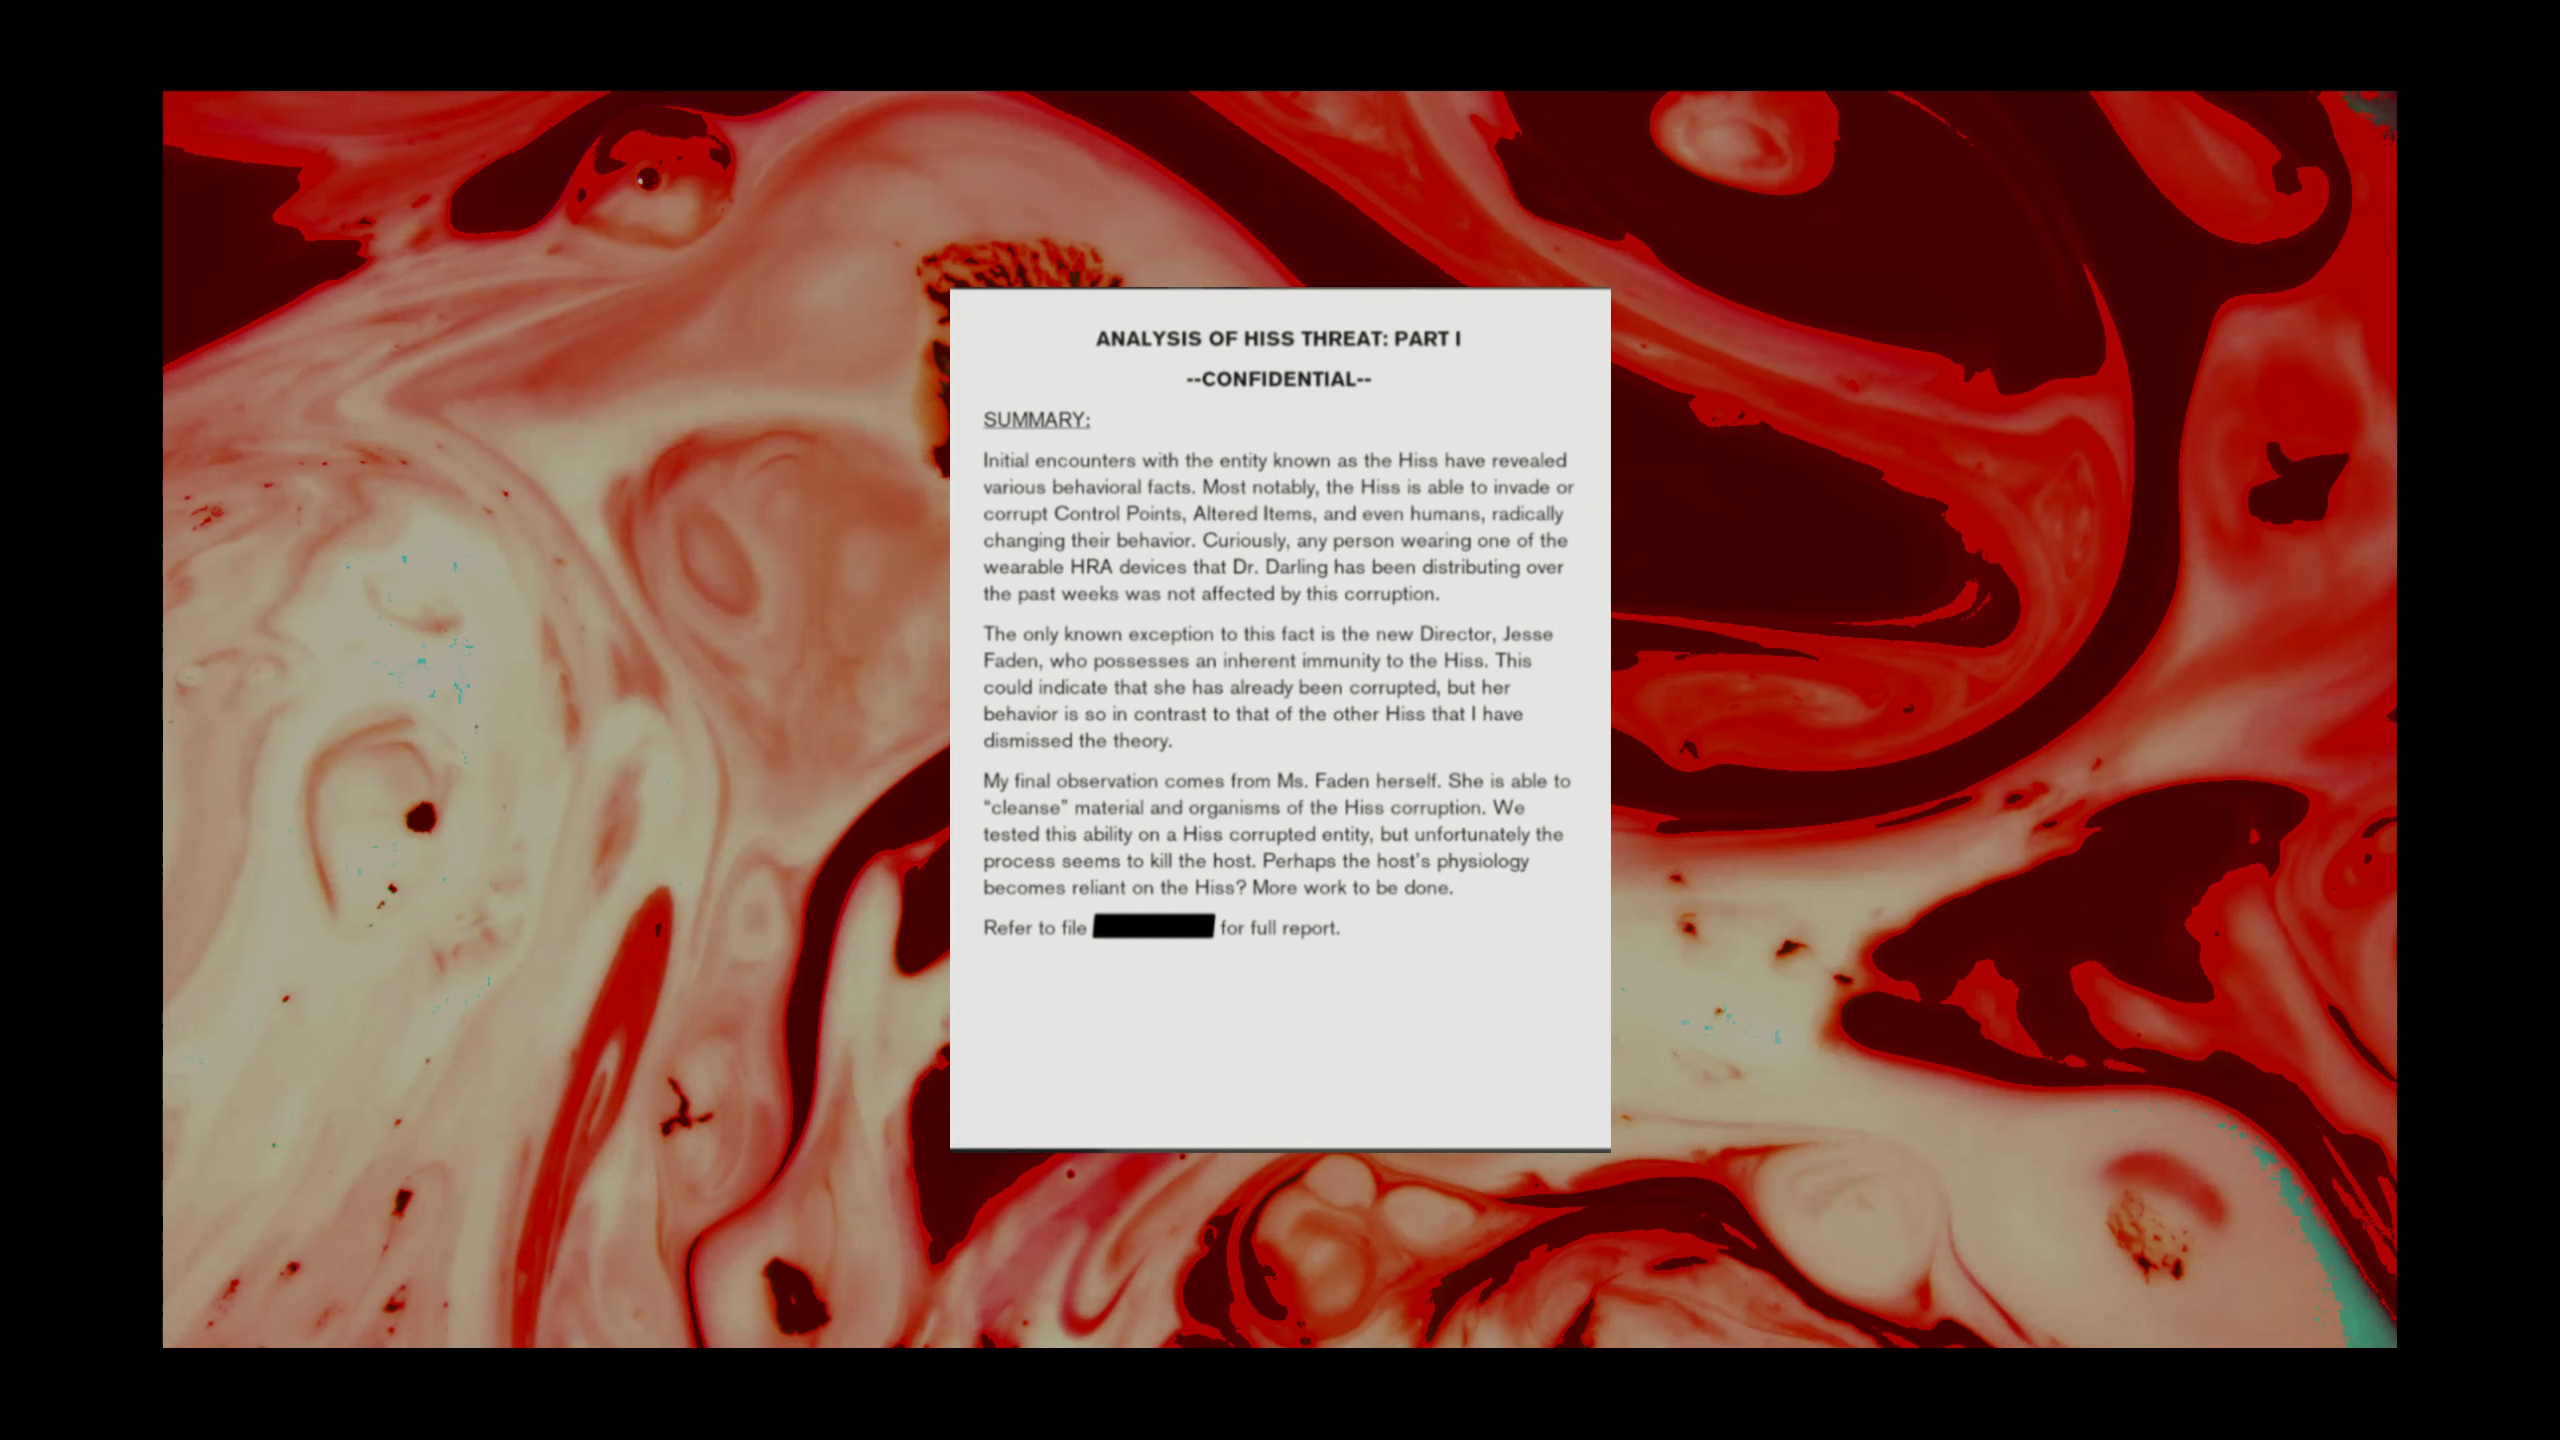 ANALYSIS OF HISS THREAT: PART I
--CONFIDENTIAL--
SUMMARY:
Initial encounters with the entity known as the Hiss have revealed
various behavioral facts. Most notably, the Hiss is able to invade or
corrupt Control Points, Altered Items, and even humans, radically
changing their behavior. Curiously, any person wearing one of the
wearable HRA devices that Dr. Darling has been distributing over
the past weeks was not affected by this corruption.
The only known exception to this fact is the new Director, Jesse
Faden, who possesses an inherent immunity to the Hiss. This
could indicate that she has already been corrupted, but her
behavior is so in contrast to that of the other Hiss that I have
dismissed the theory.
My final observation comes from Ms. Faden herself. She is able to
“cleanse” material and organisms of the Hiss corruption. We
tested this ability on a Hiss corrupted entity, but unfortunately the
process seems to kill the host. Perhaps the host’s physiology
becomes reliant on the Hiss? More work to be done.
Refer to file for full report.